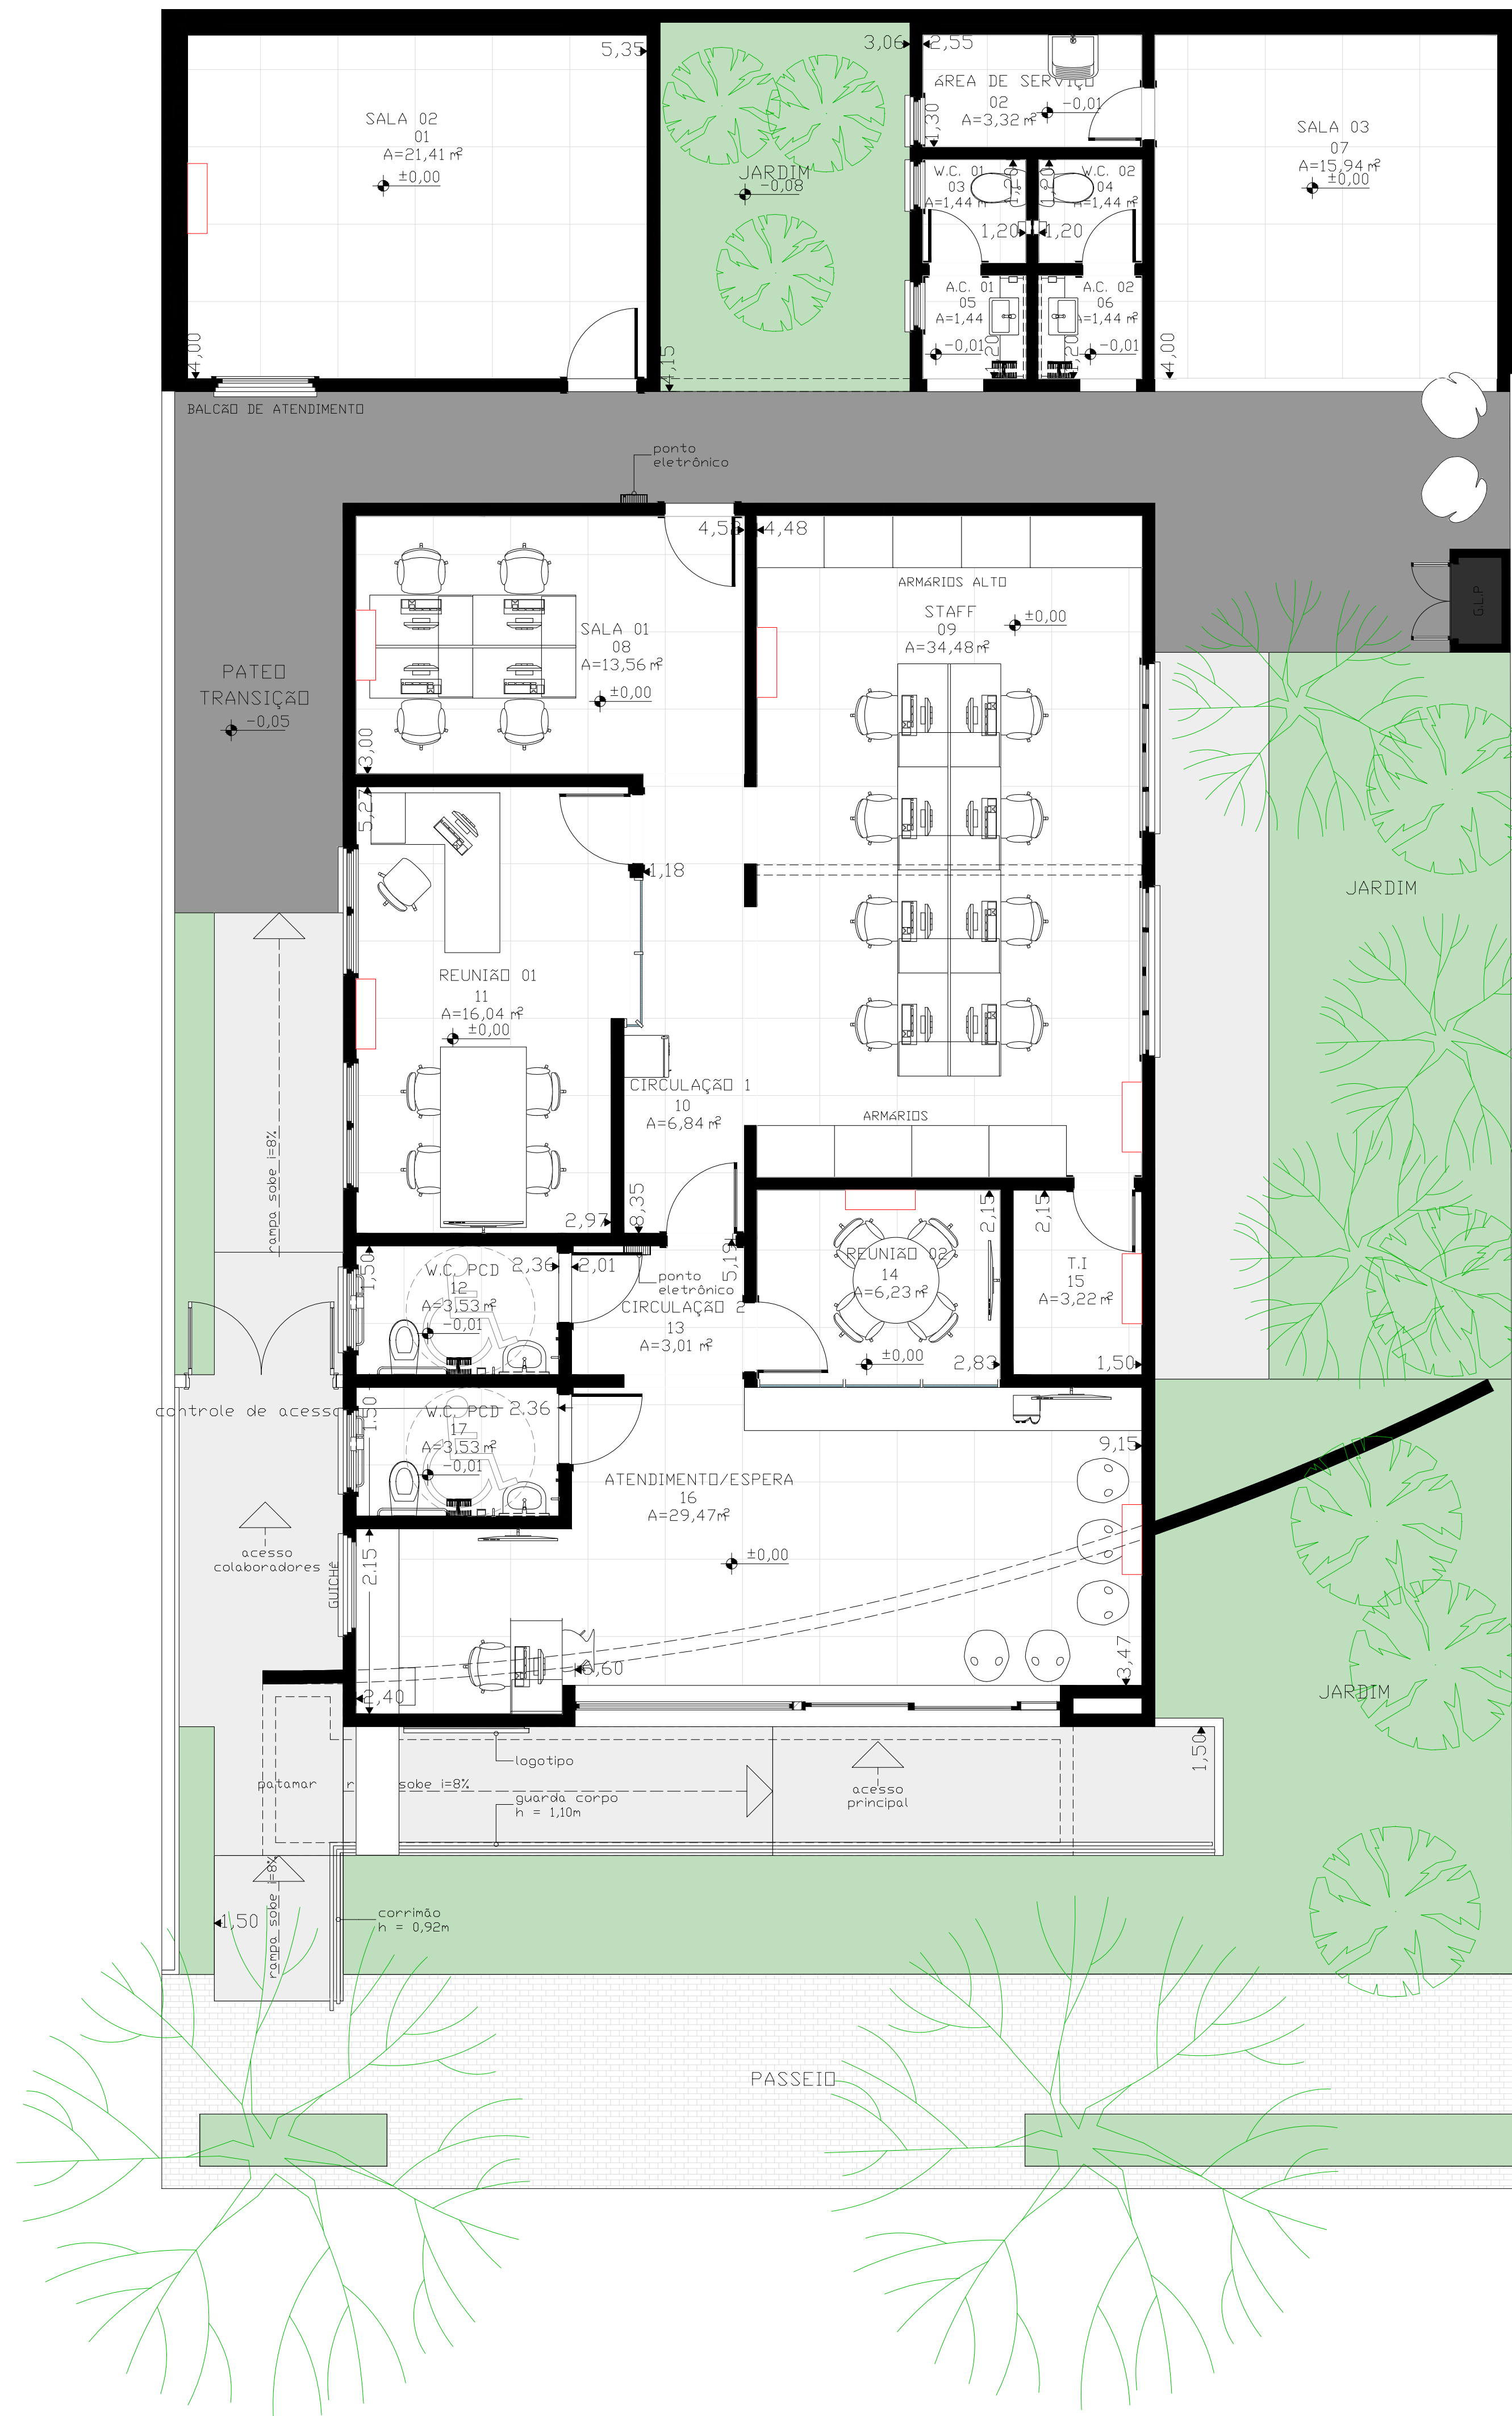 5,35
3,06
2,55
SALA 02
01
A=21,41 m²
±0,00
4,00
JARDIM
-0,08
4,15
ÁREA DE SERVIÇO
02
A=3,32 m²
-0,01
1,30
W.C. 01
03
A=1,44 m
1,20
1,20
W.C. 02
04
A=1,44 m²
1,20
1,20
A.C. 01
05
A=1,44
-0,01
A.C. 02
06
A=1,44 m²
-0,01
SALA 03
07
A=15,94 m²
±0,00
4,00
BALCÃO DE ATENDIMENTO
ponto
eletrônico
G.L.P
PATEO
TRANSIÇÃO
-0,05
4,48
SALA 01
08
A=13,56 m²
±0,00
3,00
ARMÁRIOS ALTO
STAFF
09
A=34,48 m²
±0,00
5,27
1,18
JARDIM
REUNIÃO 01
11
A=16,04 m²
±0,00
2,97
CIRCULAÇÃO 1
10
A=6,84 m²
8,35
ARMÁRIOS
rampa sobe i=8%
1,50
W.C. PCD
12
A=3,53 m²
-0,01
2,36
2,01
ponto
eletrônico
5,19
CIRCULAÇÃO 2
13
A=3,01 m²
REUNIÃO 02
14
A=6,23 m²
±0,00
2,15
2,83
2,15
T.I
15
A=3,22 m²
1,50
controle de acesso
1.50
W.C. PCD
17
A=3,53 m²
-0,01
2.36
9,15
ATENDIMENTO/ESPERA
16
A=29,47 m²
±0,00
acesso
colaboradores
GUICHÊ
2.15
2,40
6,60
3,47
JARDIM
logotipo
patamar
sobe i=8%
guarda corpo
h = 1,10m
acesso
principal
1,50
1,50
rampa sobe i=8%
corrimão
h = 0,92m
PASSEIO